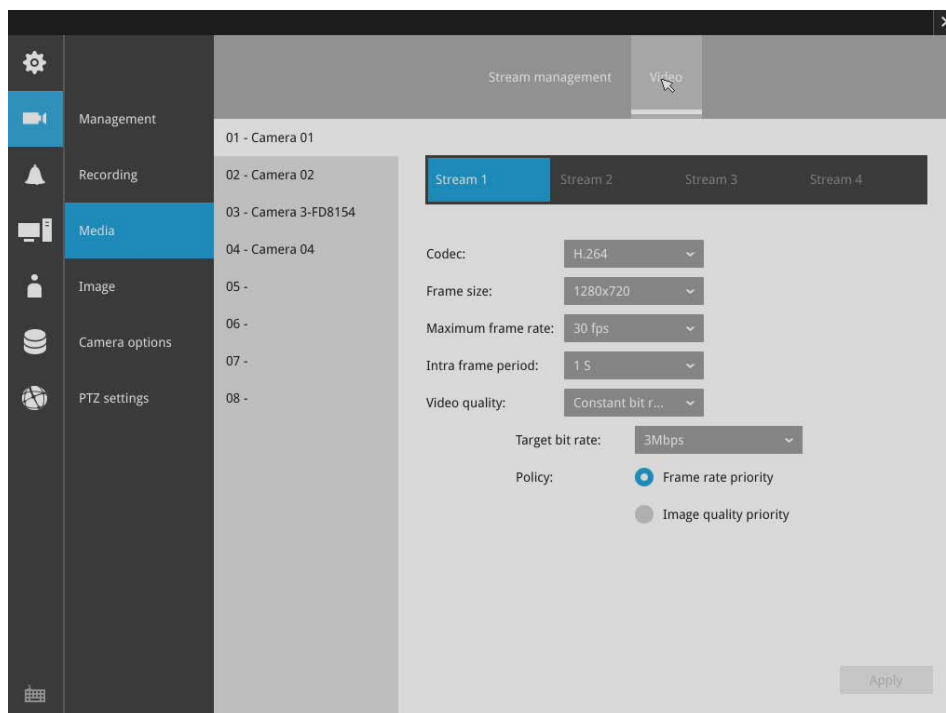 Stream management
Video
Management
Recording
Media
Image
Camera options
PTZ settings
01 - Camera 01
02 - Camera 02
03 - Camera 3-FD8154
04 - Camera 04
05 -
06 -
07 -
08 -
Stream 1
Stream 2
Stream 3
Stream 4
Codec: H.264
Frame size: 1280x720
Maximum frame rate: 30 fps
Intra frame period: 1 S
Video quality: Constant bit r...
Target bit rate: 3Mbps
Policy: Frame rate priority
Image quality priority
Apply